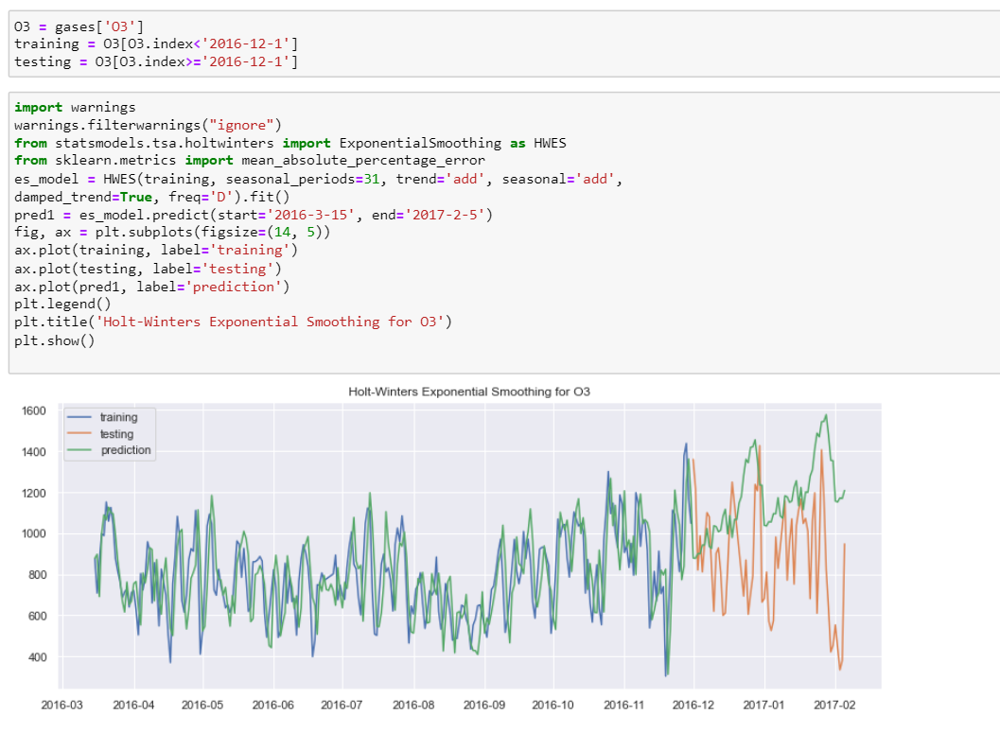 O3 = gases['O3']
training = O3[O3.index<'2016-12-1']
testing = O3[O3.index>='2016-12-1']
import warnings
warnings.filterwarnings("ignore")
from statsmodels.tsa.holtwinters import ExponentialSmoothing as HWES
from sklearn.metrics import mean_absolute_percentage_error
es_model = HWES(training, seasonal_periods=31, trend='add', seasonal='add',
damped_trend=True, freq='D').fit()
pred1 = es_model.predict(start='2016-3-15', end='2017-2-5')
fig, ax = plt.subplots(figsize=(14, 5))
ax.plot(training, label='training')
ax.plot(testing, label='testing')
ax.plot(pred1, label='prediction')
plt.legend()
plt.title('Holt-Winters Exponential Smoothing for O3')
plt.show()
Holt-Winters Exponential Smoothing for O3
1600
training
testing
prediction
1400
1200
1000
800
600
400
2016-03 2016-04 2016-05 2016-06 2016-07 2016-08 2016-09 2016-10 2016-11 2016-12 2017-01 2017-02